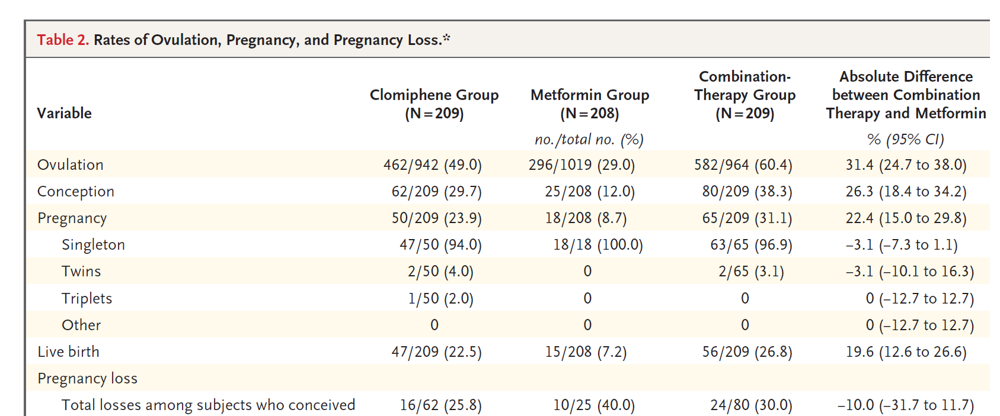 Table 2. Rates of Ovulation, Pregnancy, and Pregnancy Loss.*
Variable Clomiphene Group (N=209) Metformin Group (N=208) Combination-Therapy Group (N=209) Absolute Difference between Combination Therapy and Metformin
no./total no. (%) % (95% CI)
Ovulation 462/942 (49.0) 296/1019 (29.0) 582/964 (60.4) 31.4 (24.7 to 38.0)
Conception 62/209 (29.7) 25/208 (12.0) 80/209 (38.3) 26.3 (18.4 to 34.2)
Pregnancy 50/209 (23.9) 18/208 (8.7) 65/209 (31.1) 22.4 (15.0 to 29.8)
Singleton 47/50 (94.0) 18/18 (100.0) 63/65 (96.9) –3.1 (–7.3 to 1.1)
Twins 2/50 (4.0) 0 2/65 (3.1) –3.1 (–10.1 to 16.3)
Triplets 1/50 (2.0) 0 0 0 (–12.7 to 12.7)
Other 0 0 0 0 (–12.7 to 12.7)
Live birth 47/209 (22.5) 15/208 (7.2) 56/209 (26.8) 19.6 (12.6 to 26.6)
Pregnancy loss
Total losses among subjects who conceived 16/62 (25.8) 10/25 (40.0) 24/80 (30.0) –10.0 (–31.7 to 11.7)